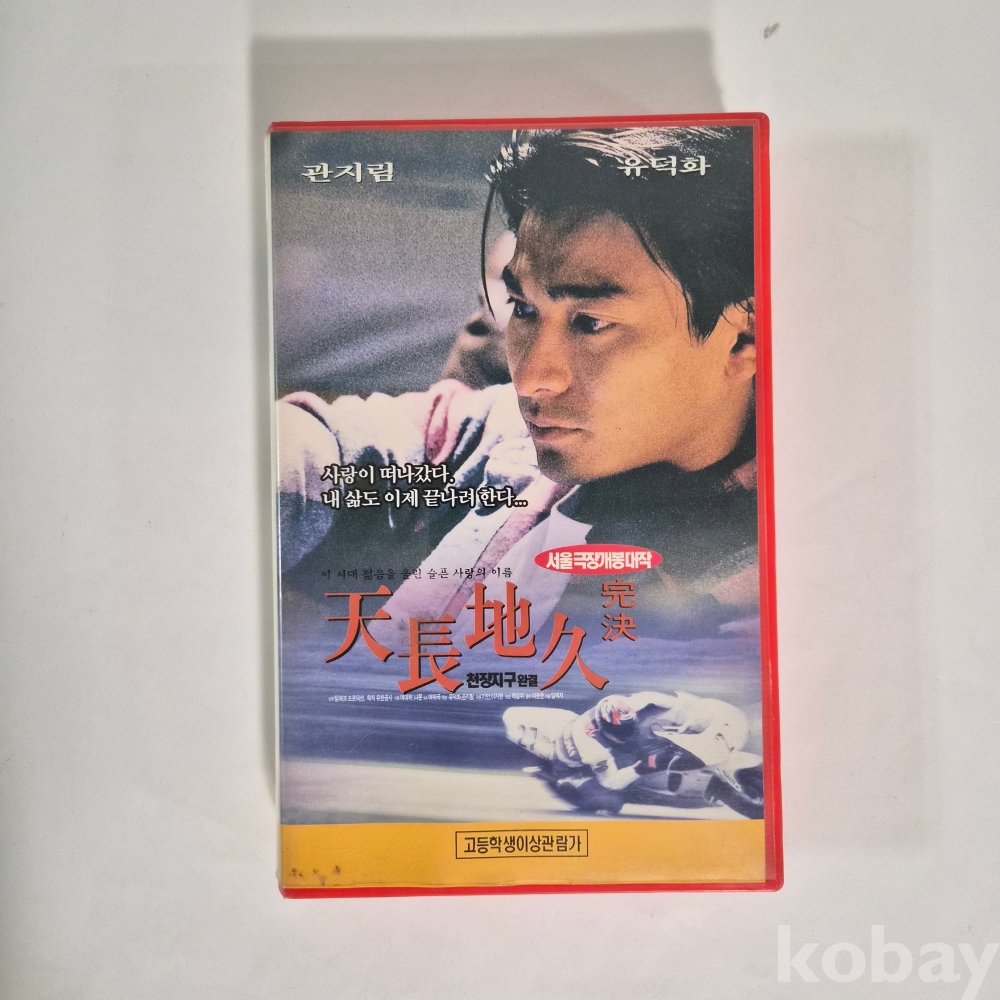 관지림
유덕화
사랑이 떠나갔다.
내 삶도 이제 끝나려 한다...
서울 극장개봉대작
이 시대 젊음을 울린 슬픈 사랑의 이름
天長地久
完決
천장지구 완결
고등학생이상관람가
kobay